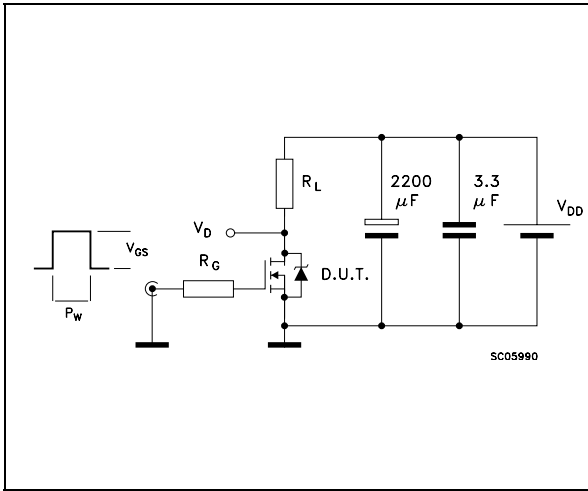 R_L
2200
μF
3.3
μF
V_DD
V_D
V_GS
R_G
D.U.T.
P_W
SC05990